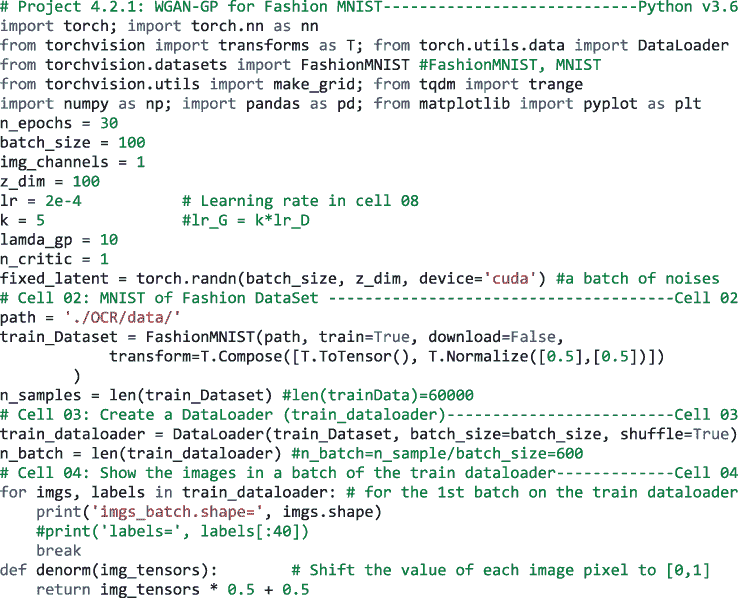 # Project 4.2.1: WGAN-GP for Fashion MNIST----------------------------Python v3.6
import torch; import torch.nn as nn
from torchvision import transforms as T; from torch.utils.data import DataLoader
from torchvision.datasets import FashionMNIST #FashionMNIST, MNIST
from torchvision.utils import make_grid; from tqdm import trange
import numpy as np; import pandas as pd; from matplotlib import pyplot as plt
n_epochs = 30
batch_size = 100
img_channels = 1
z_dim = 100
lr = 2e-4           # Learning rate in cell 08
k = 5               #lr_G = k*lr_D
lamda_gp = 10
n_critic = 1
fixed_latent = torch.randn(batch_size, z_dim, device='cuda') #a batch of noises
# Cell 02: MNIST of Fashion DataSet --------------------------------------Cell 02
path = './OCR/data/'
train_Dataset = FashionMNIST(path, train=True, download=False,
            transform=T.Compose([T.ToTensor(), T.Normalize([0.5],[0.5])])
        )
n_samples = len(train_Dataset) #len(trainData)=60000
# Cell 03: Create a DataLoader (train_dataloader)-------------------------Cell 03
train_dataloader = DataLoader(train_Dataset, batch_size=batch_size, shuffle=True)
n_batch = len(train_dataloader) #n_batch=n_sample/batch_size=600
# Cell 04: Show the images in a batch of the train dataloader-------------Cell 04
for imgs, labels in train_dataloader: # for the 1st batch on the train dataloader
    print('imgs_batch.shape=', imgs.shape)
    #print('labels=', labels[:40])
    break
def denorm(img_tensors):        # Shift the value of each image pixel to [0,1]
    return img_tensors * 0.5 + 0.5